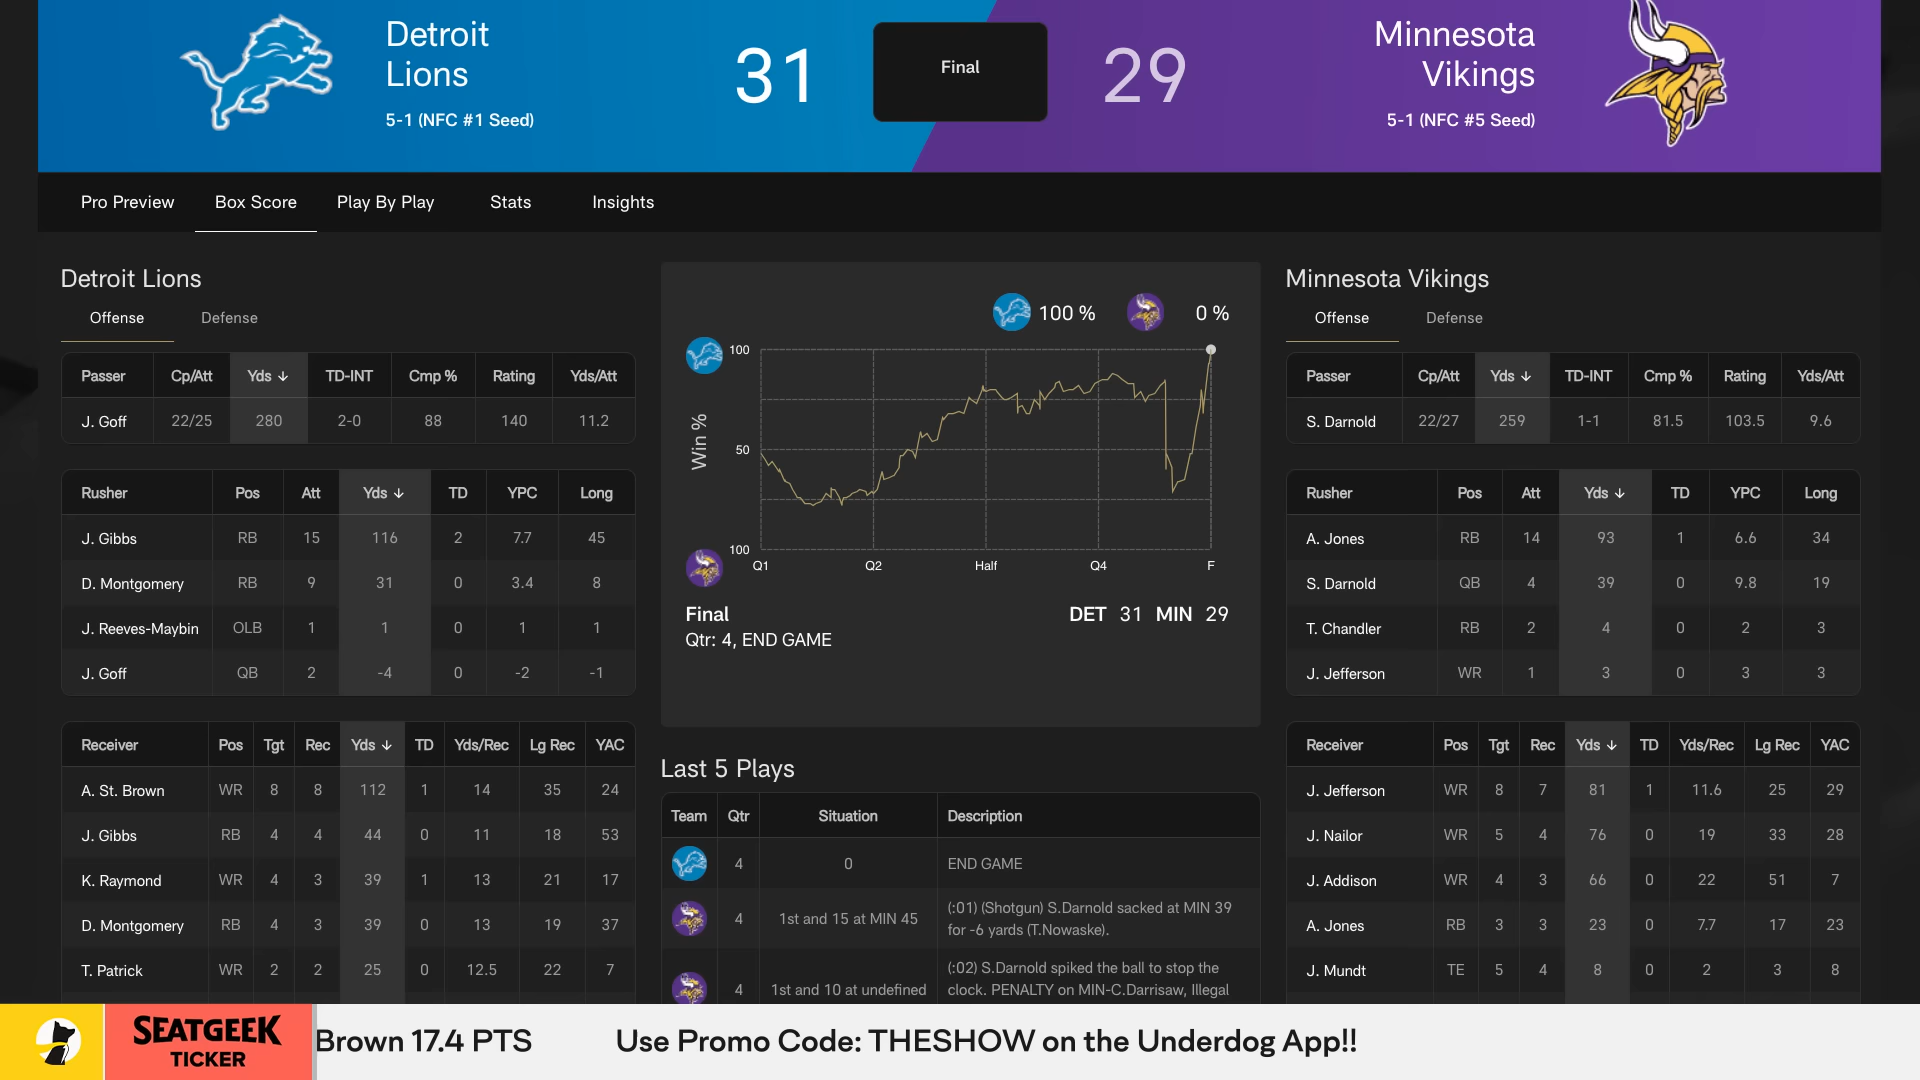 Detroit
Lions
5-1 (NFC #1 Seed)
31
Final
29
Minnesota
Vikings
5-1 (NFC #5 Seed)
Pro Preview Box Score Play By Play Stats Insights
Detroit Lions
Offense Defense
Passer Cp/Att Yds ↓ TD-INT Cmp % Rating Yds/Att
J. Goff 22/25 280 2-0 88 140 11.2
Rusher Pos Att Yds ↓ TD YPC Long
J. Gibbs RB 15 116 2 7.7 45
D. Montgomery RB 9 31 0 3.4 8
J. Reeves-Maybin OLB 1 1 0 1 1
J. Goff QB 2 -4 0 -2 -1
Receiver Pos Tgt Rec Yds ↓ TD Yds/Rec Lg Rec YAC
A. St. Brown WR 8 8 112 1 14 35 24
J. Gibbs RB 4 4 44 0 11 18 53
K. Raymond WR 4 3 39 1 13 21 17
D. Montgomery RB 4 3 39 0 13 19 37
T. Patrick WR 2 2 25 0 12.5 22 7
100 % 0 %
100
Win %
50
100
Q1 Q2 Half Q4 F
Final DET 31 MIN 29
Qtr: 4, END GAME
Last 5 Plays
Team Qtr Situation Description
4 0 END GAME
4 1st and 15 at MIN 45 (:01) (Shotgun) S.Darnold sacked at MIN 39
for -6 yards (T.Nowaske).
4 1st and 10 at undefined (:02) S.Darnold spiked the ball to stop the
clock. PENALTY on MIN-C.Darrisaw, Illegal
Minnesota Vikings
Offense Defense
Passer Cp/Att Yds ↓ TD-INT Cmp % Rating Yds/Att
S. Darnold 22/27 259 1-1 81.5 103.5 9.6
Rusher Pos Att Yds ↓ TD YPC Long
A. Jones RB 14 93 1 6.6 34
S. Darnold QB 4 39 0 9.8 19
T. Chandler RB 2 4 0 2 3
J. Jefferson WR 1 3 0 3 3
Receiver Pos Tgt Rec Yds ↓ TD Yds/Rec Lg Rec YAC
J. Jefferson WR 8 7 81 1 11.6 25 29
J. Nailor WR 5 4 76 0 19 33 28
J. Addison WR 4 3 66 0 22 51 7
A. Jones RB 3 3 23 0 7.7 17 23
J. Mundt TE 5 4 8 0 2 3 8
SEATGEEK
TICKER
Brown 17.4 PTS Use Promo Code: THESHOW on the Underdog App!!